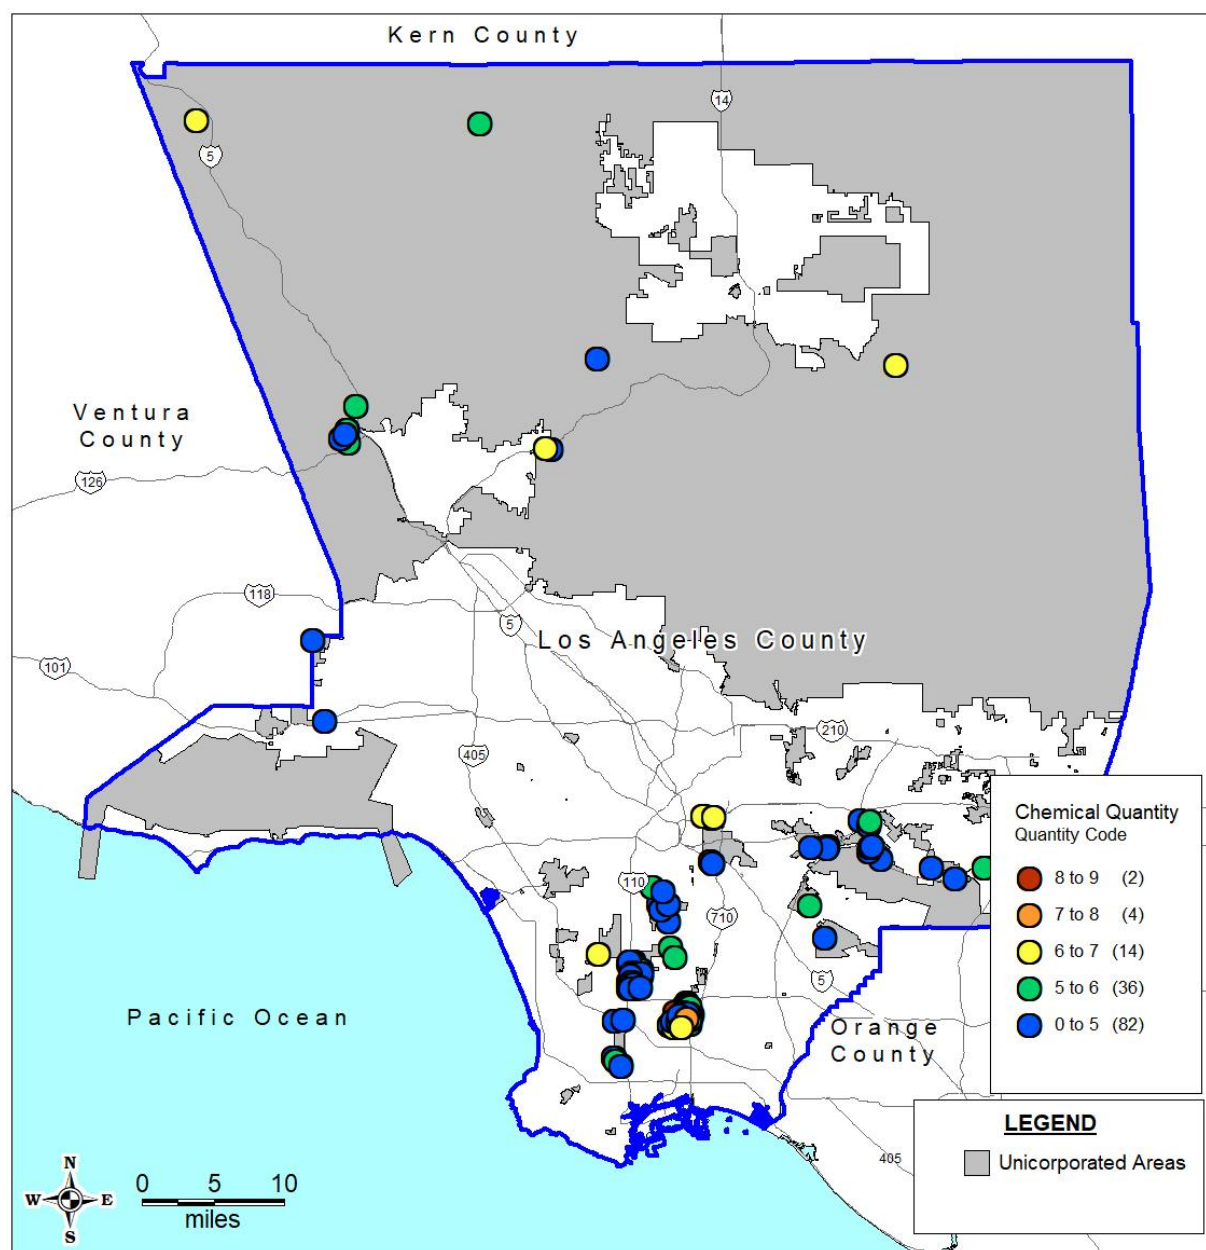 Kern County
14
5
Ventura
County
126
118
5
Los Angeles County
101
210
405
Chemical Quantity
Quantity Code
8 to 9 (2)
7 to 8 (4)
6 to 7 (14)
5 to 6 (36)
0 to 5 (82)
110
710
5
Pacific Ocean
Orange
County
LEGEND
Unicorporated Areas
405
N
W E
S
0 5 10
miles